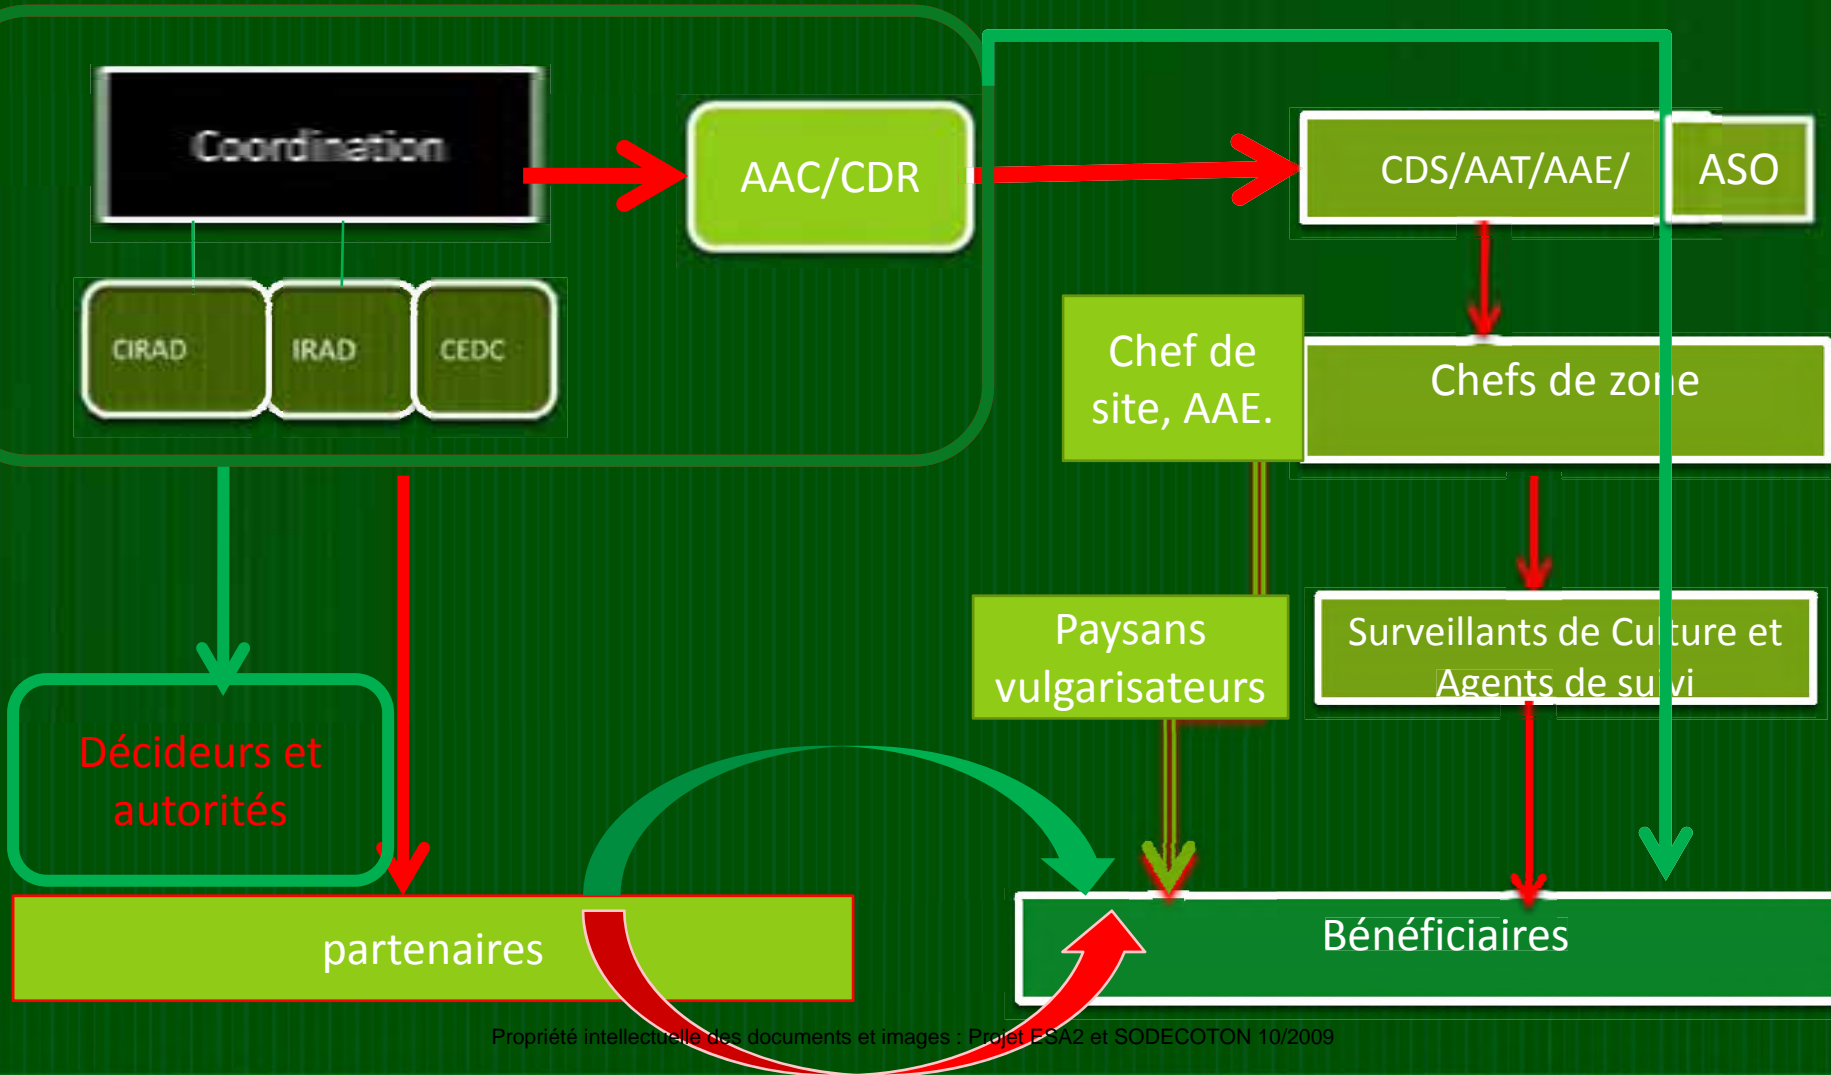 Coordination
AAC/CDR
CDS/AAT/AAE/
ASO
CIRAD
IRAD
CEDC
Chef de
site, AAE.
Chefs de zone
Paysans
vulgarisateurs
Surveillants de Culture et
Agents de suivi
Décideurs et
autorités
partenaires
Bénéficiaires
Propriété intellectuelle des documents et images : Projet ESA2 et SODECOTON 10/2009